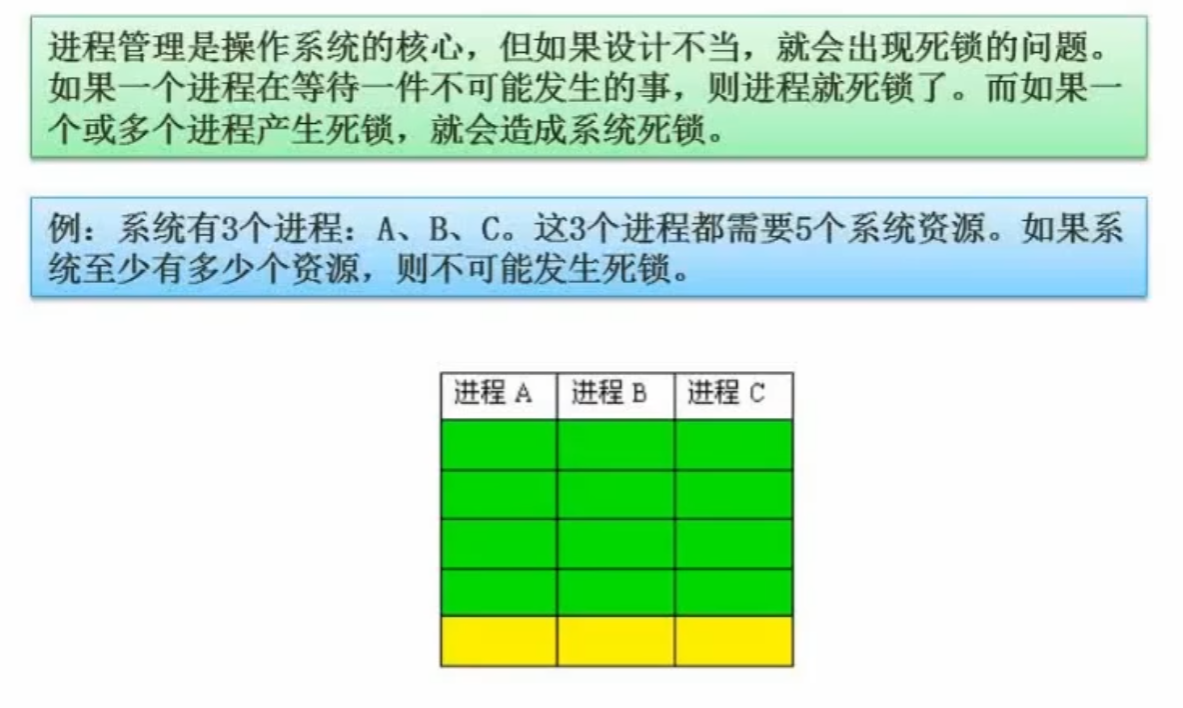 进程管理是操作系统的核心，但如果设计不当，就会出现死锁的问题。
如果一个进程在等待一件不可能发生的事，则进程就死锁了。而如果一
个或多个进程产生死锁，就会造成系统死锁。
例：系统有3个进程：A、B、C。这3个进程都需要5个系统资源。如果系
统至少有多少个资源，则不可能发生死锁。
进程 A 进程 B 进程 C